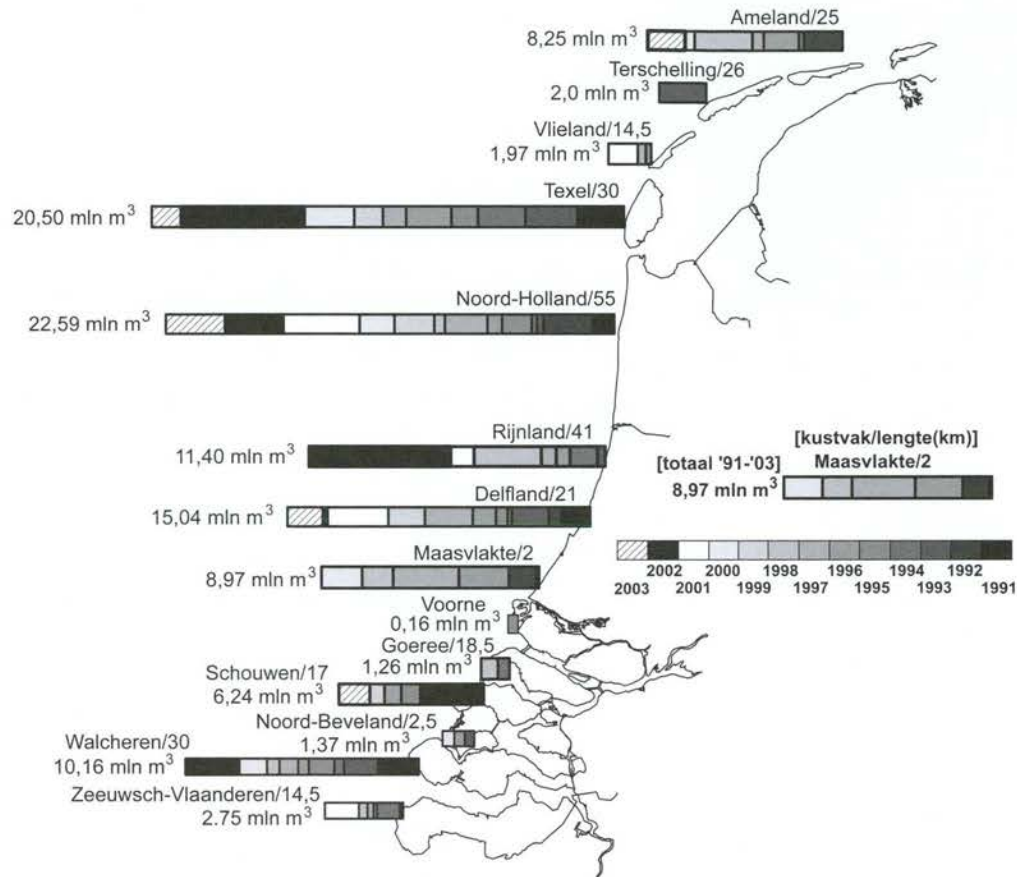 Ameland/25
8,25 mln m³
Terschelling/26
2,0 mln m³
Vlieland/14,5
1,97 mln m³
Texel/30
20,50 mln m³
Noord-Holland/55
22,59 mln m³
Rijnland/41
11,40 mln m³
[kustvak/lengte(km)]
[totaal '91-'03] Maasvlakte/2
8,97 mln m³
Delfland/21
15,04 mln m³
2003 2002 2001 2000 1999 1998 1997 1996 1995 1994 1993 1992 1991
Maasvlakte/2
8,97 mln m³
Voorne
0,16 mln m³
Goeree/18,5
1,26 mln m³
Schouwen/17
6,24 mln m³
Noord-Beveland/2,5
1,37 mln m³
Walcheren/30
10,16 mln m³
Zeeuwsch-Vlaanderen/14,5
2.75 mln m³